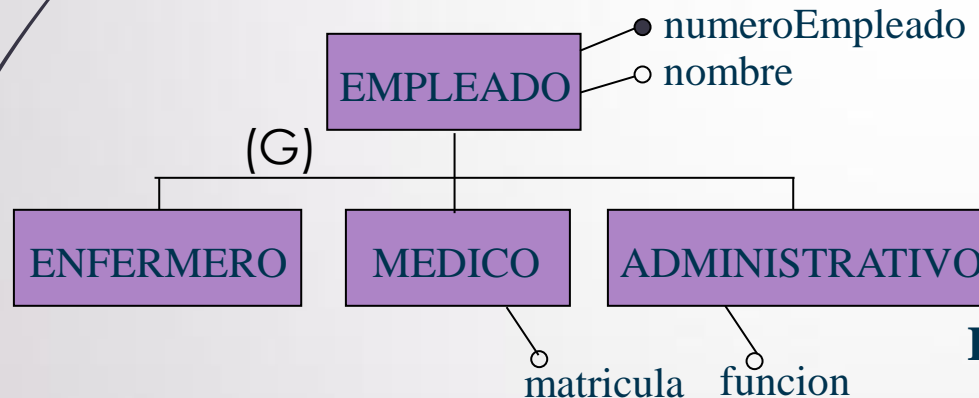 numeroEmpleado
nombre
EMPLEADO
(G)
ENFERMERO
MEDICO
ADMINISTRATIVO
matricula
funcion